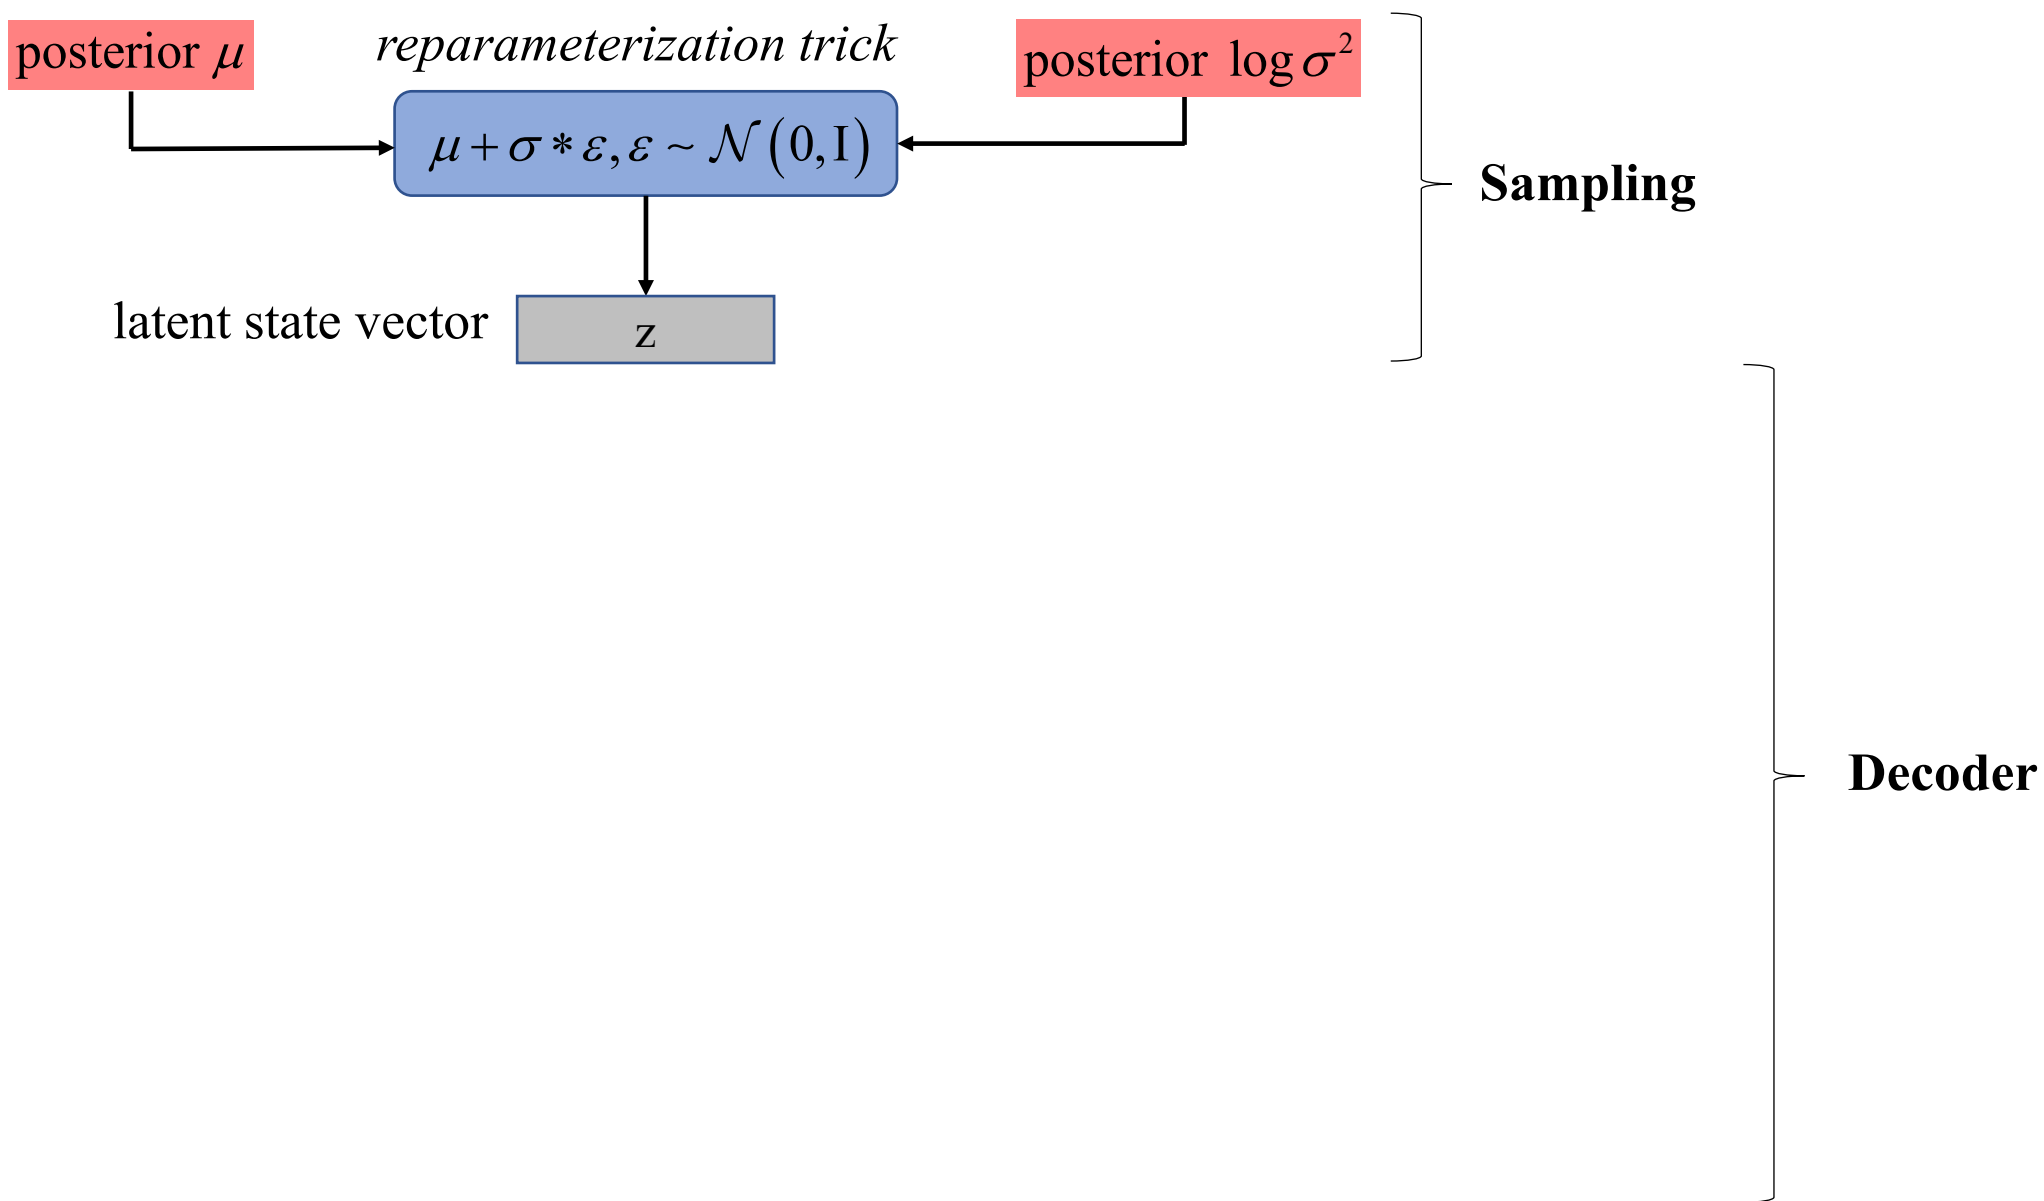 posterior μ
reparameterization trick
posterior log σ²
μ + σ * ε, ε ~ 𝒩(0, I)
Sampling
latent state vector
z
Decoder